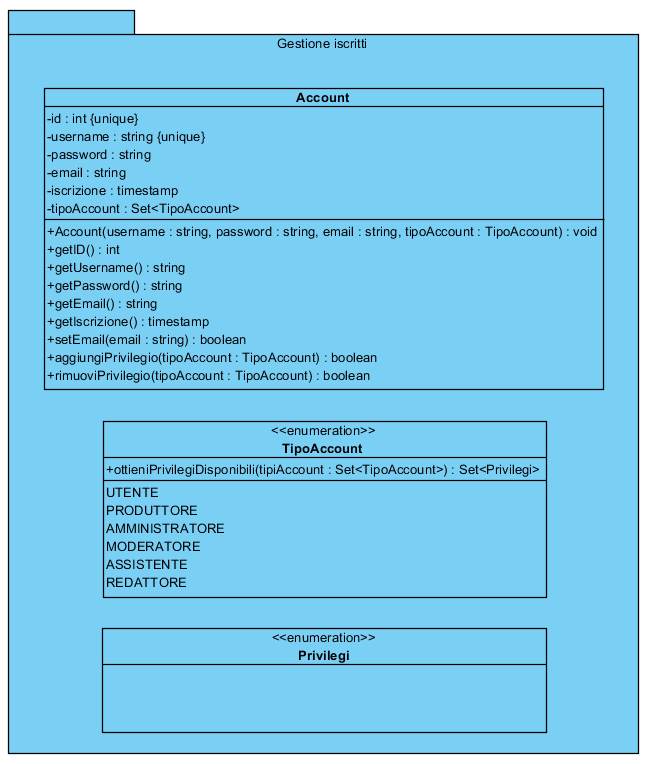 Gestione iscritti
Account
-id : int {unique}
-username : string {unique}
-password : string
-email : string
-iscrizione : timestamp
-tipoAccount : Set<TipoAccount>
+Account(username : string, password : string, email : string, tipoAccount : TipoAccount) : void
+getID() : int
+getUsername() : string
+getPassword() : string
+getEmail() : string
+getIscrizione() : timestamp
+setEmail(email : string) : boolean
+aggiungiPrivilegio(tipoAccount : TipoAccount) : boolean
+rimuoviPrivilegio(tipoAccount : TipoAccount) : boolean
<<enumeration>>
TipoAccount
+ottieniPrivilegiDisponibili(tipiAccount : Set<TipoAccount>) : Set<Privilegi>
UTENTE
PRODUTTORE
AMMINISTRATORE
MODERATORE
ASSISTENTE
REDATTORE
<<enumeration>>
Privilegi